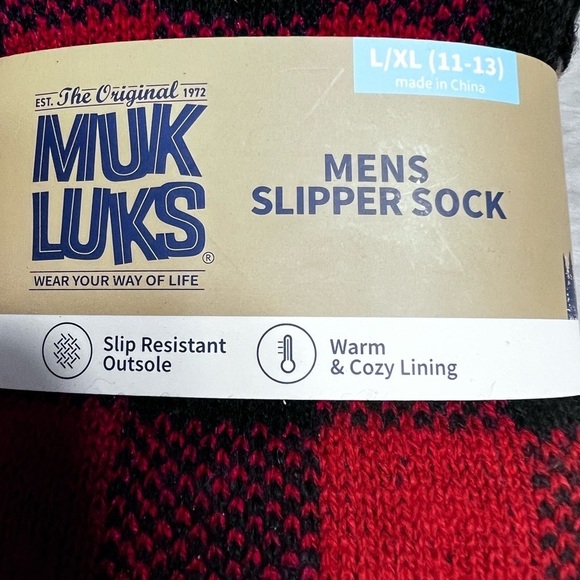 L/XL (11-13)
made in China
EST. The Original 1972
MUK
LUKS®
WEAR YOUR WAY OF LIFE
MENS
SLIPPER SOCK
Slip Resistant
Outsole
Warm
& Cozy Lining